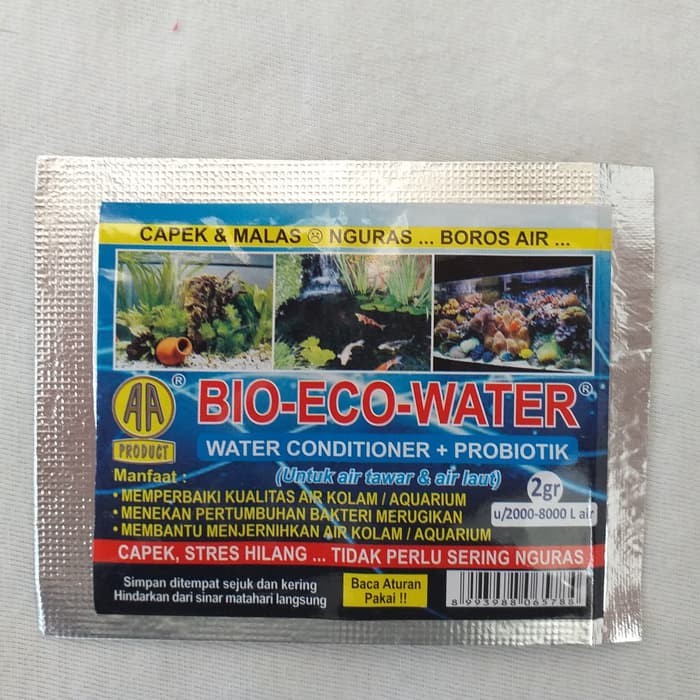 CAPEK & MALAS ☹ NGURAS ... BOROS AIR ...
AA
®
PRODUCT
BIO-ECO-WATER®
WATER CONDITIONER + PROBIOTIK
(Untuk air tawar & air laut)
Manfaat :
• MEMPERBAIKI KUALITAS AIR KOLAM / AQUARIUM
• MENEKAN PERTUMBUHAN BAKTERI MERUGIKAN
• MEMBANTU MENJERNIHKAN AIR KOLAM / AQUARIUM
2gr
u/2000-8000 L air
CAPEK, STRES HILANG ... TIDAK PERLU SERING NGURAS
Simpan ditempat sejuk dan kering
Hindarkan dari sinar matahari langsung
Baca Aturan
Pakai !!
8 993988 065788